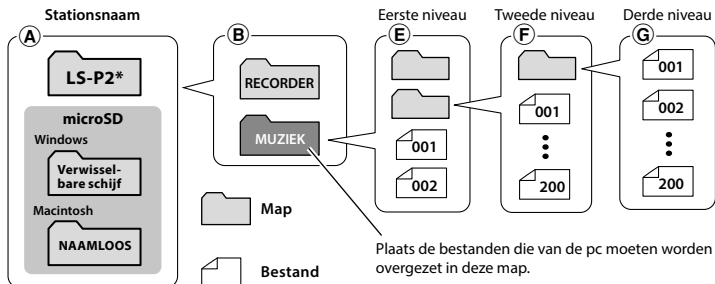 Stationsnaam
A
LS-P2*
microSD
Windows
Verwissel-
bare schijf
Macintosh
NAAMLOOS
B
RECORDER
MUZIEK
Map
Bestand
Eerste niveau
E
001
002
Tweede niveau
F
001
200
Derde niveau
G
001
002
200
Plaats de bestanden die van de pc moeten worden
overgezet in deze map.